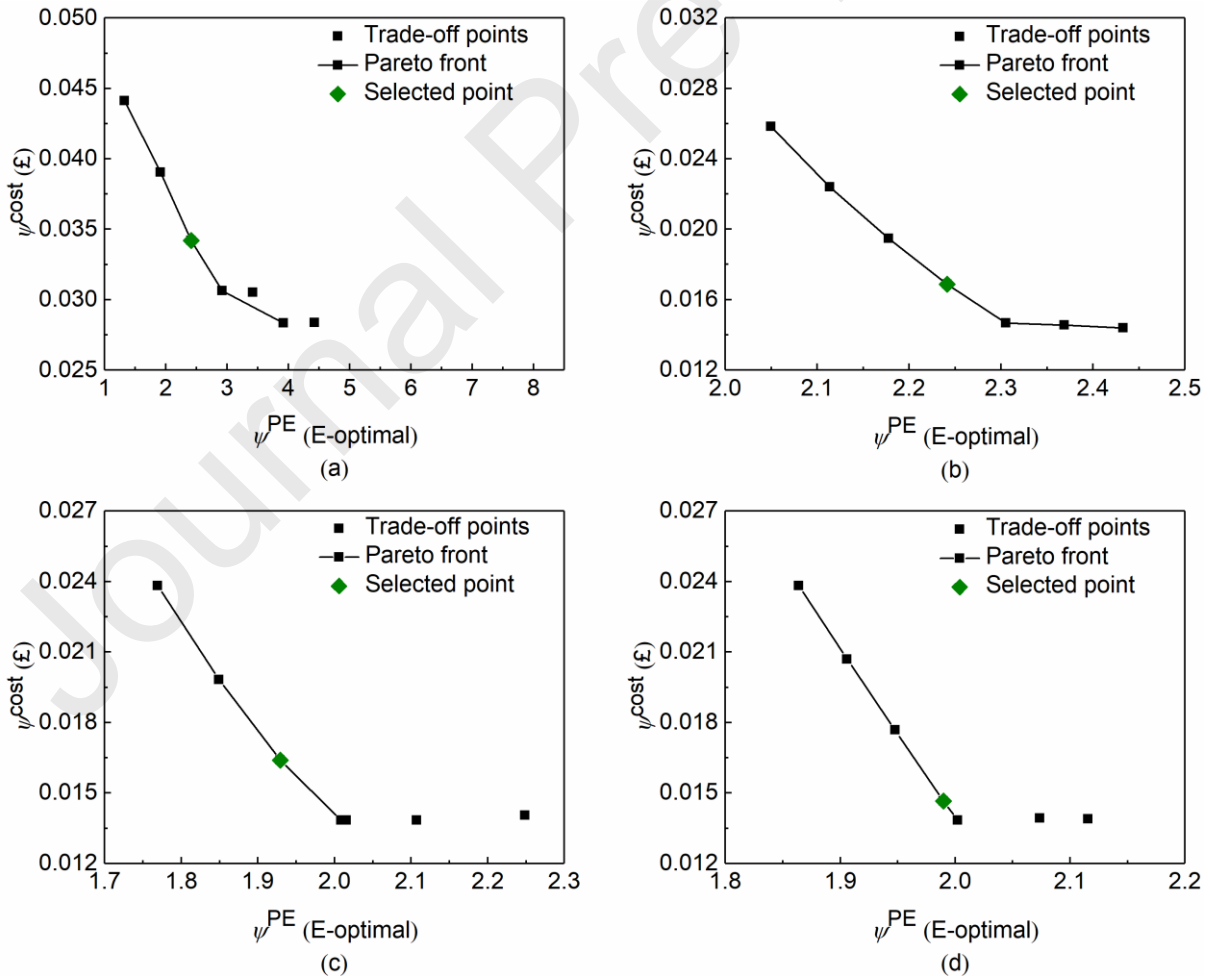 Journal Pre
0.050
0.045
0.040
0.035
0.030
0.025
ψcost (£)
Trade-off points
Pareto front
Selected point
1 2 3 4 5 6 7 8
ψPE (E-optimal)
(a)
0.032
0.028
0.024
0.020
0.016
0.012
ψcost (£)
Trade-off points
Pareto front
Selected point
2.0 2.1 2.2 2.3 2.4 2.5
ψPE (E-optimal)
(b)
0.027
0.024
0.021
0.018
0.015
0.012
ψcost (£)
Trade-off points
Pareto front
Selected point
1.7 1.8 1.9 2.0 2.1 2.2 2.3
ψPE (E-optimal)
(c)
0.027
0.024
0.021
0.018
0.015
0.012
ψcost (£)
Trade-off points
Pareto front
Selected point
1.8 1.9 2.0 2.1 2.2
ψPE (E-optimal)
(d)